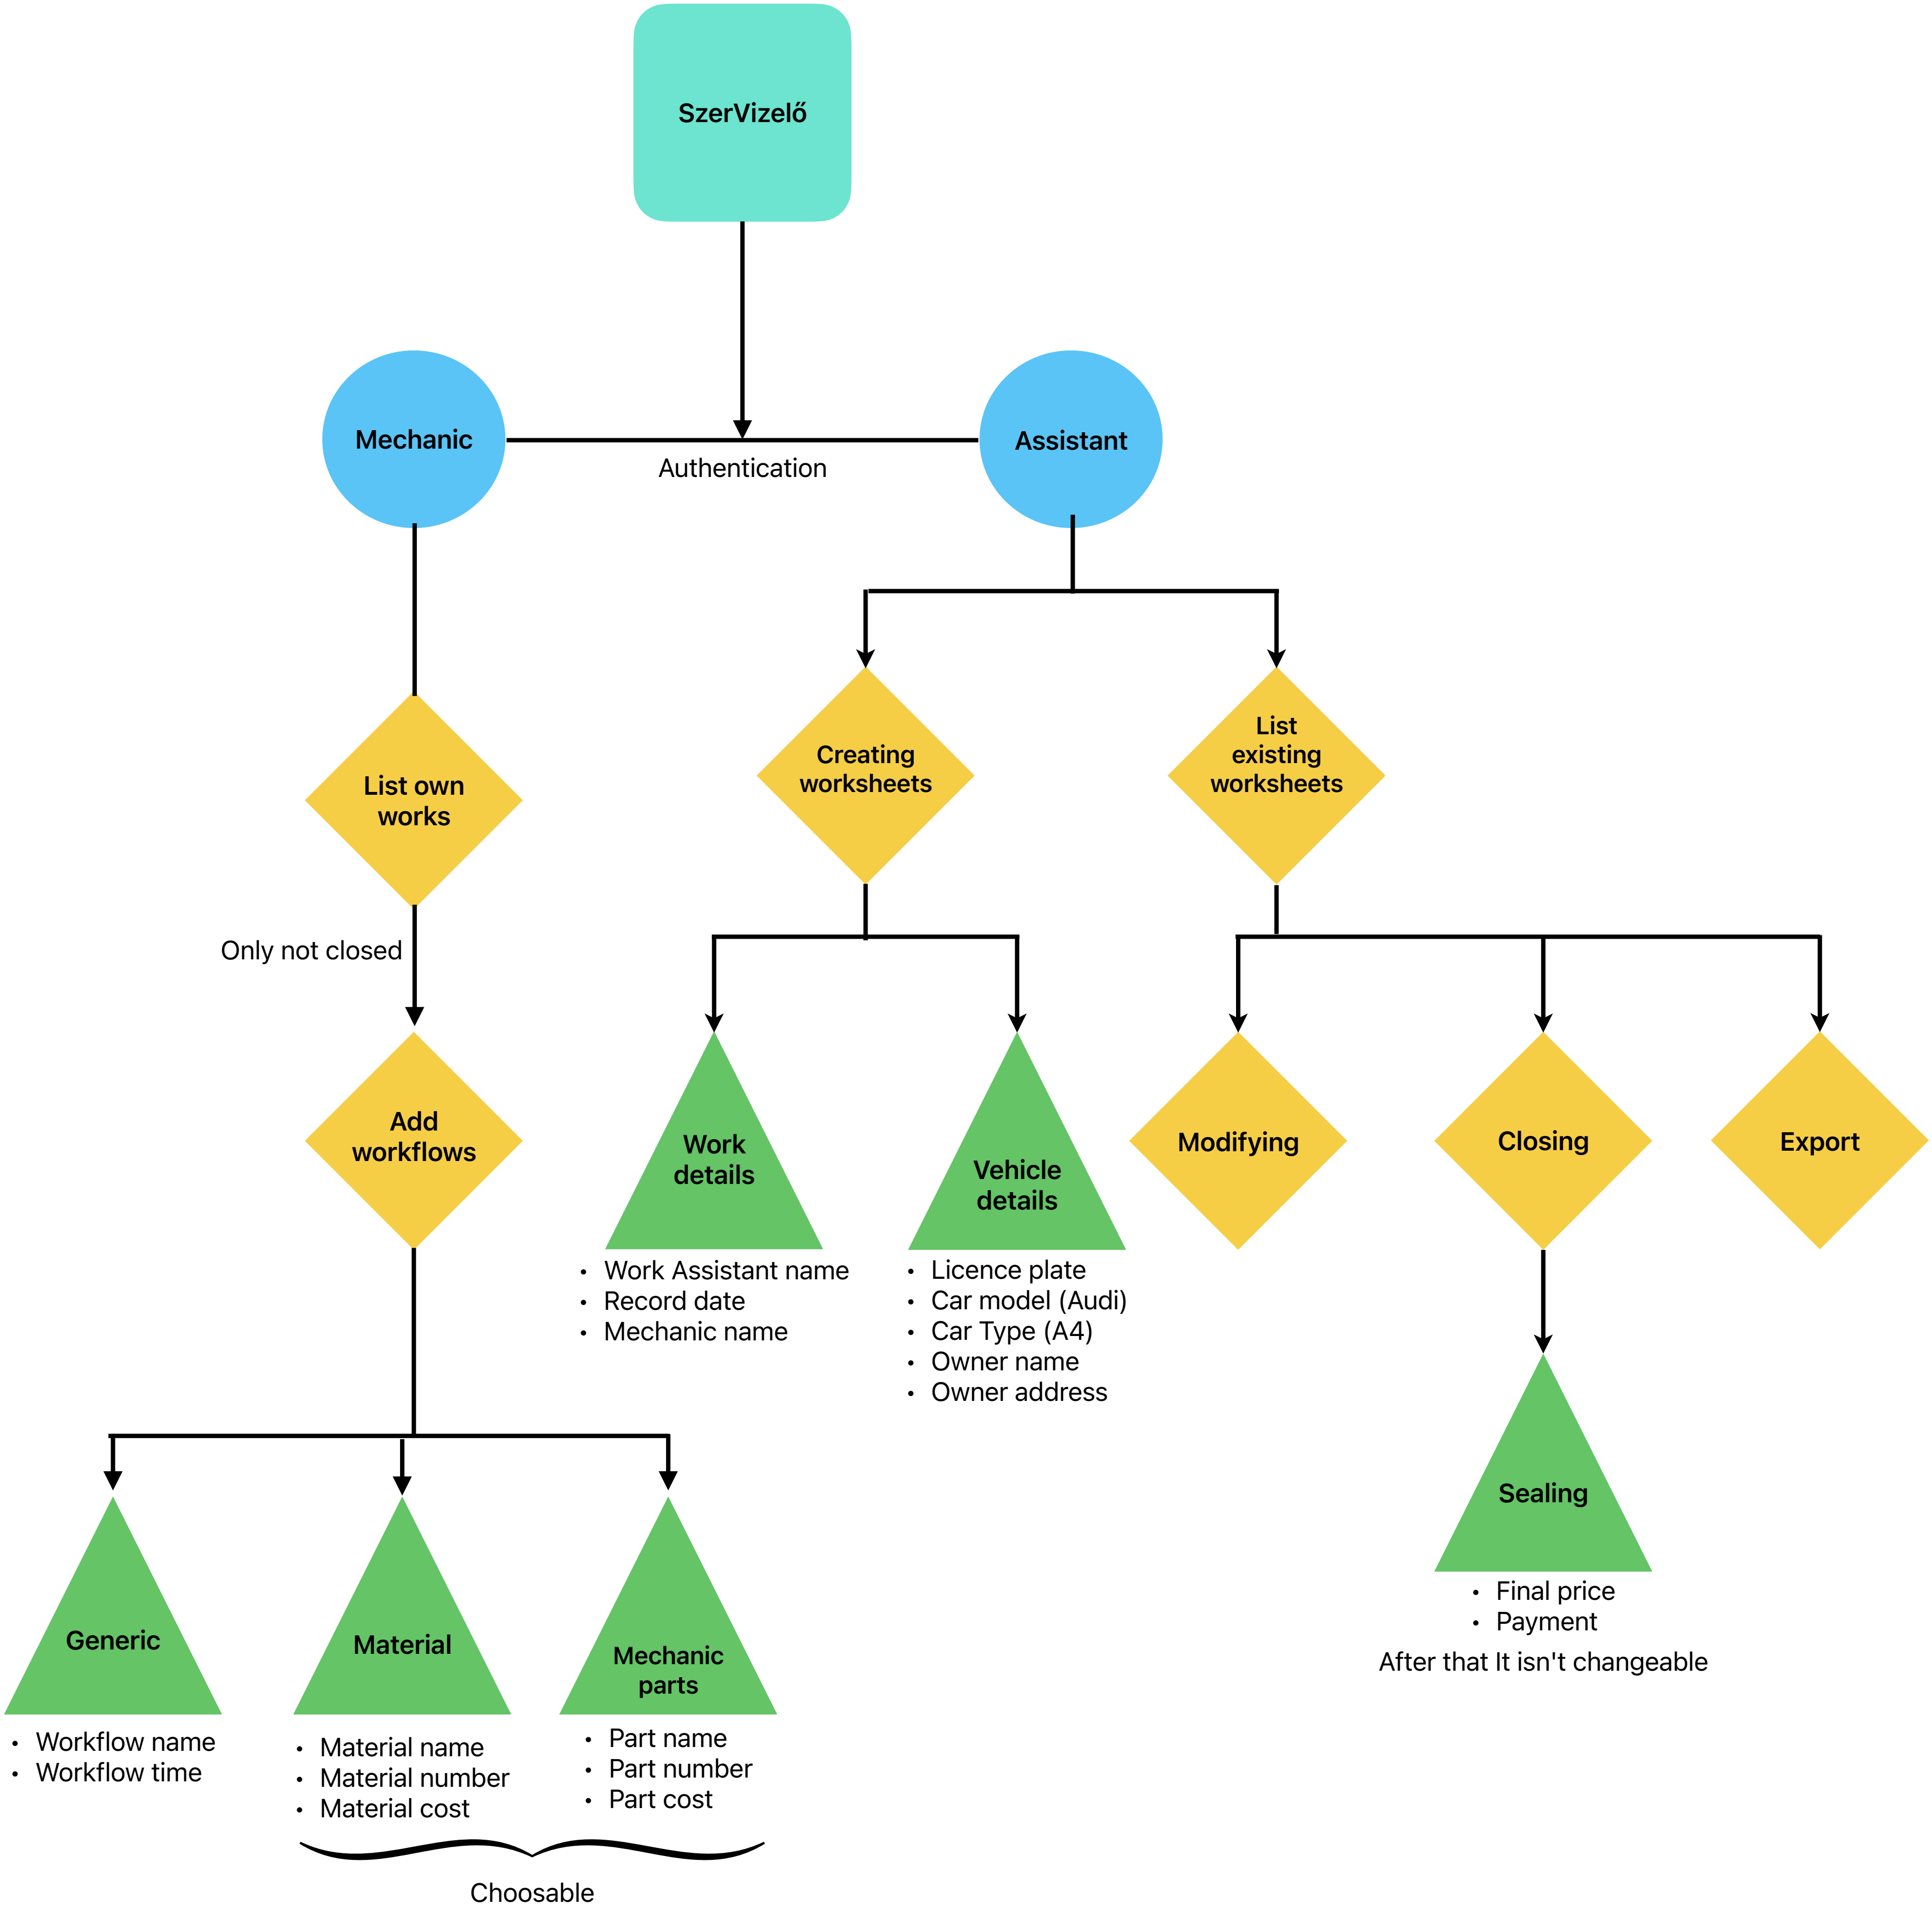 SzerVizelő
Mechanic
Assistant
Authentication
List own
works
Creating
worksheets
List
existing
worksheets
Only not closed
Add
workflows
Work
details
Vehicle
details
Modifying
Closing
Export
• Work Assistant name
• Record date
• Mechanic name
• Licence plate
• Car model (Audi)
• Car Type (A4)
• Owner name
• Owner address
Sealing
• Final price
• Payment
After that It isn't changeable
Generic
Material
Mechanic
parts
• Workflow name
• Workflow time
• Material name
• Material number
• Material cost
• Part name
• Part number
• Part cost
Choosable